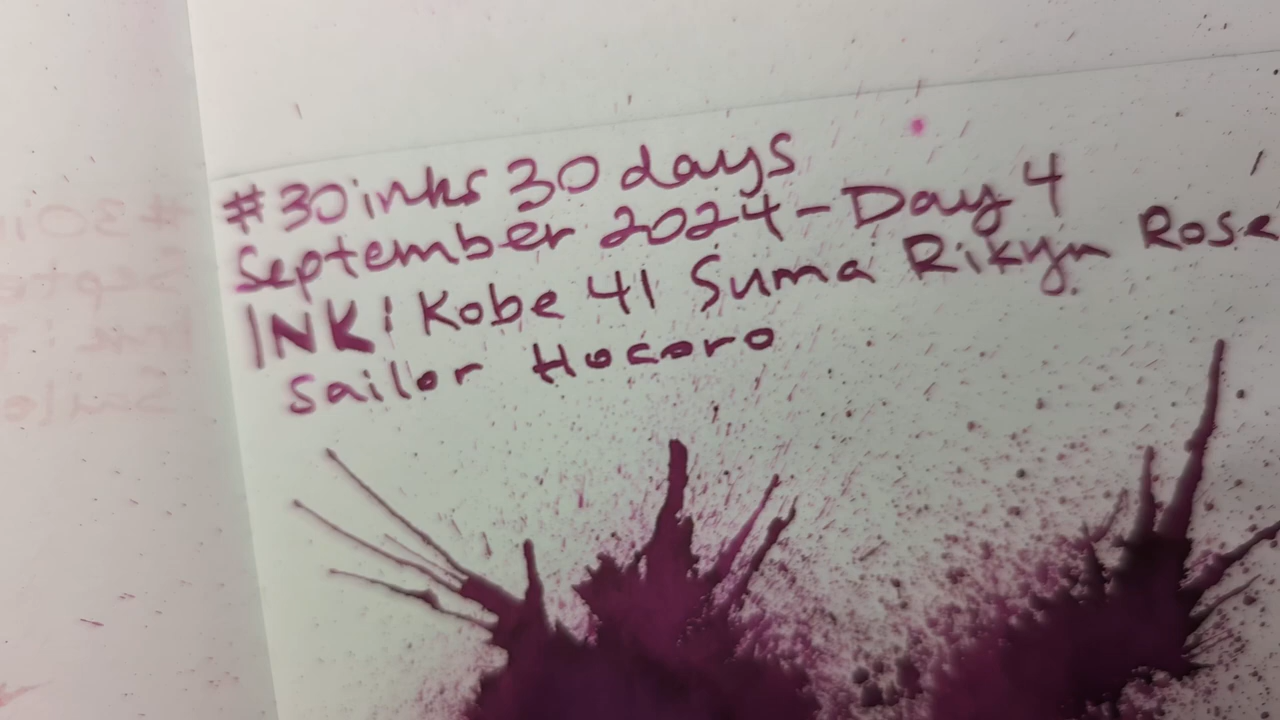 #30inks 30 days
September 2024 - Day 4
INK: Kobe 41 Suma Rikyu Rose
Sailor Hocoro